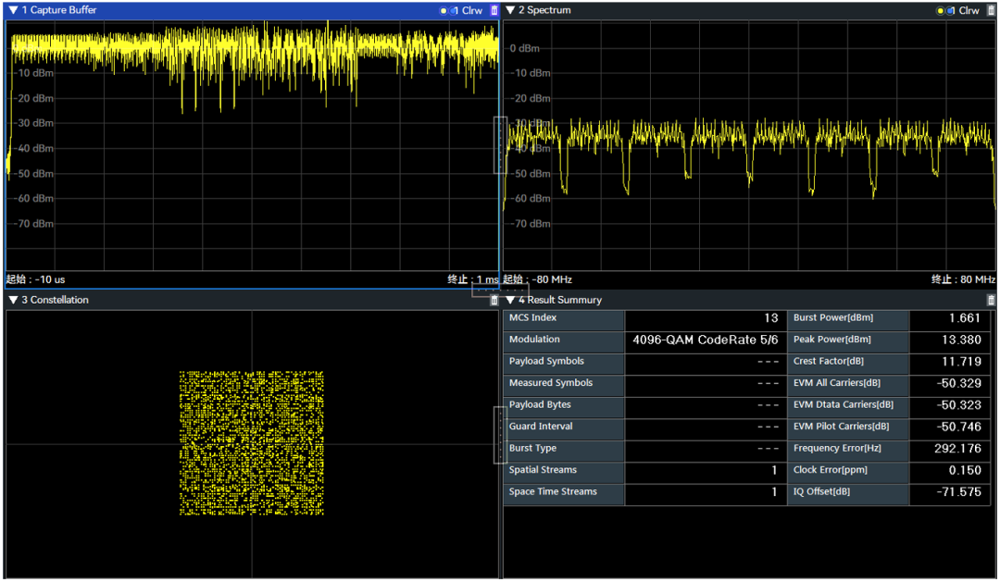 1 Capture Buffer
1 Clrw
-10 dBm
-20 dBm
-30 dBm
-40 dBm
-50 dBm
-60 dBm
-70 dBm
起始 : -10 us
终止 : 1 ms
2 Spectrum
1 Clrw
0 dBm
-10 dBm
-20 dBm
-30 dBm
-40 dBm
-50 dBm
-60 dBm
-70 dBm
起始 : -80 MHz
终止 : 80 MHz
3 Constellation
4 Result Summary
MCS Index 13 Burst Power[dBm] 1.661
Modulation 4096-QAM CodeRate 5/6 Peak Power[dBm] 13.380
Payload Symbols --- Crest Factor[dB] 11.719
Measured Symbols --- EVM All Carriers[dB] -50.329
Payload Bytes --- EVM Dtata Carriers[dB] -50.323
Guard Interval --- EVM Pilot Carriers[dB] -50.746
Burst Type --- Frequency Error[Hz] 292.176
Spatial Streams 1 Clock Error[ppm] 0.150
Space Time Streams 1 IQ Offset[dB] -71.575